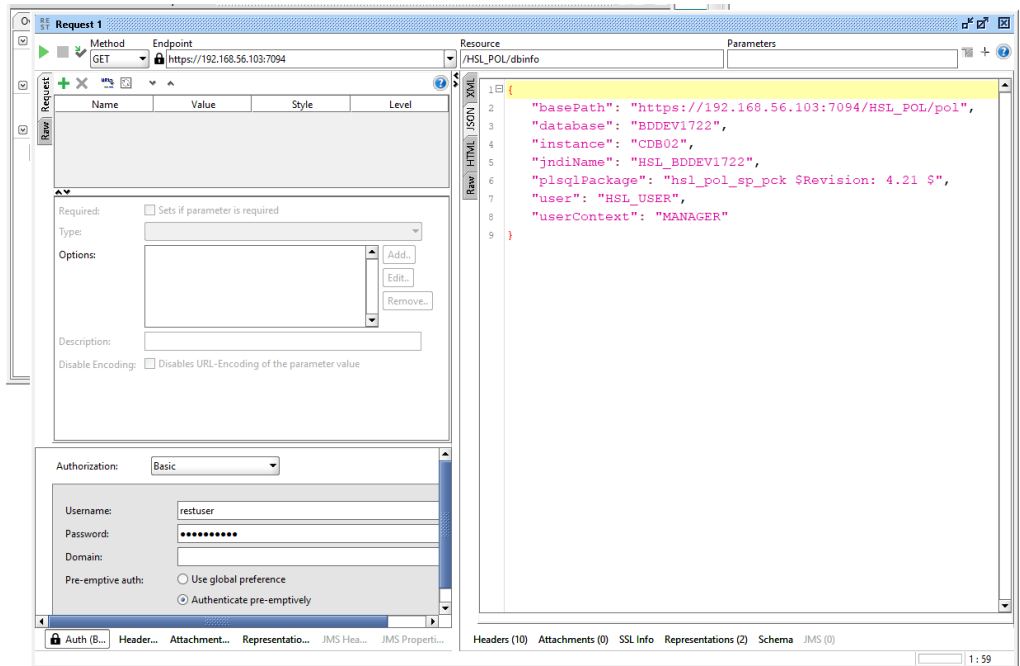 Request 1
Method
Endpoint
Resource
Parameters
GET
https://192.168.56.103:7094
/HSL_POL/dbinfo
Request
Raw
Name Value Style Level
Required: Sets if parameter is required
Type:
Options:
Add..
Edit..
Remove..
Description:
Disable Encoding: Disables URL-Encoding of the parameter value
Authorization: Basic
Username: restuser
Password: ●●●●●●●●●●
Domain:
Pre-emptive auth: Use global preference
Authenticate pre-emptively
Auth (B... Header... Attachment... Representatio... JMS Hea... JMS Properti...
XML
JSON
HTML
Raw
1 {
2 "basePath": "https://192.168.56.103:7094/HSL_POL/pol",
3 "database": "BDDEV1722",
4 "instance": "CDB02",
5 "jndiName": "HSL_BDDEV1722",
6 "plsqlPackage": "hsl_pol_sp_pck $Revision: 4.21 $",
7 "user": "HSL_USER",
8 "userContext": "MANAGER"
9 }
Headers (10) Attachments (0) SSL Info Representations (2) Schema JMS (0)
1 : 59